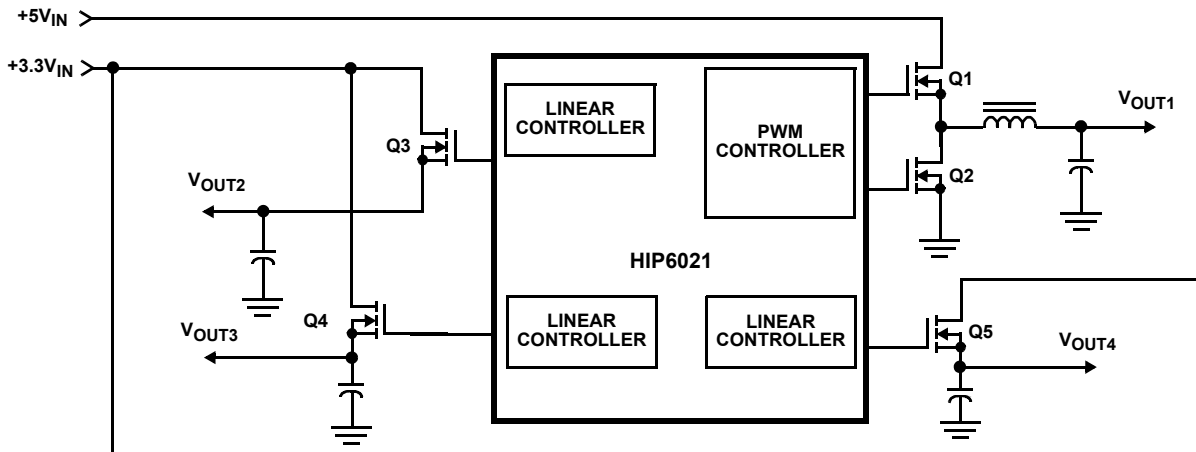 +5VIN
+3.3VIN
LINEAR
CONTROLLER
PWM
CONTROLLER
Q1
VOUT1
Q3
Q2
VOUT2
HIP6021
Q4
LINEAR
CONTROLLER
LINEAR
CONTROLLER
Q5
VOUT3
VOUT4